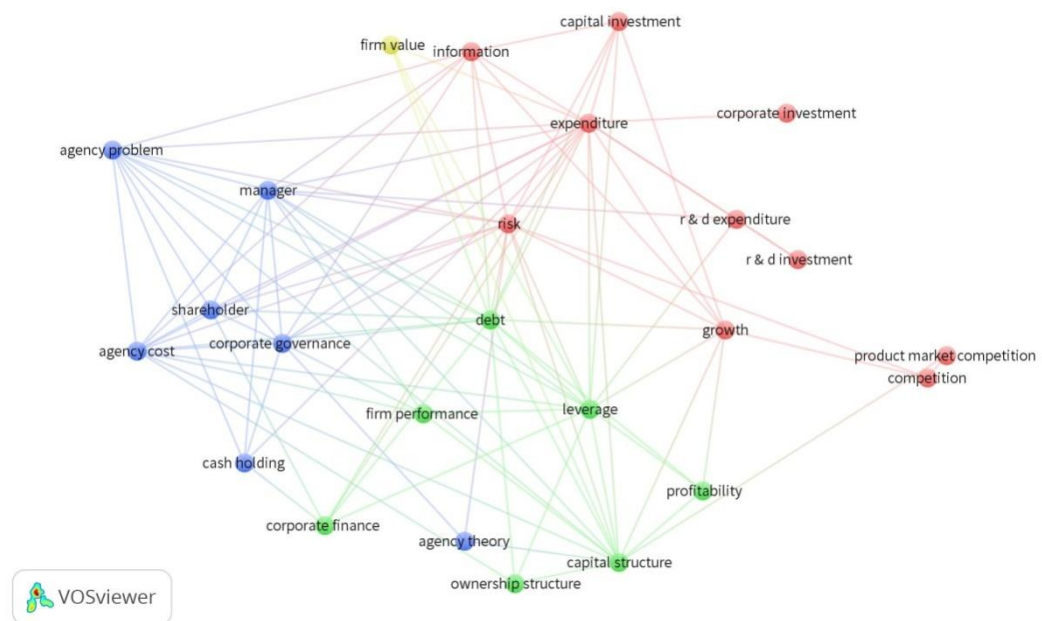 capital investment
firm value
information
corporate investment
expenditure
agency problem
manager
r & d expenditure
risk
r & d investment
shareholder
debt
growth
agency cost
corporate governance
product market competition
competition
firm performance
leverage
cash holding
profitability
corporate finance
agency theory
capital structure
ownership structure
VOSviewer